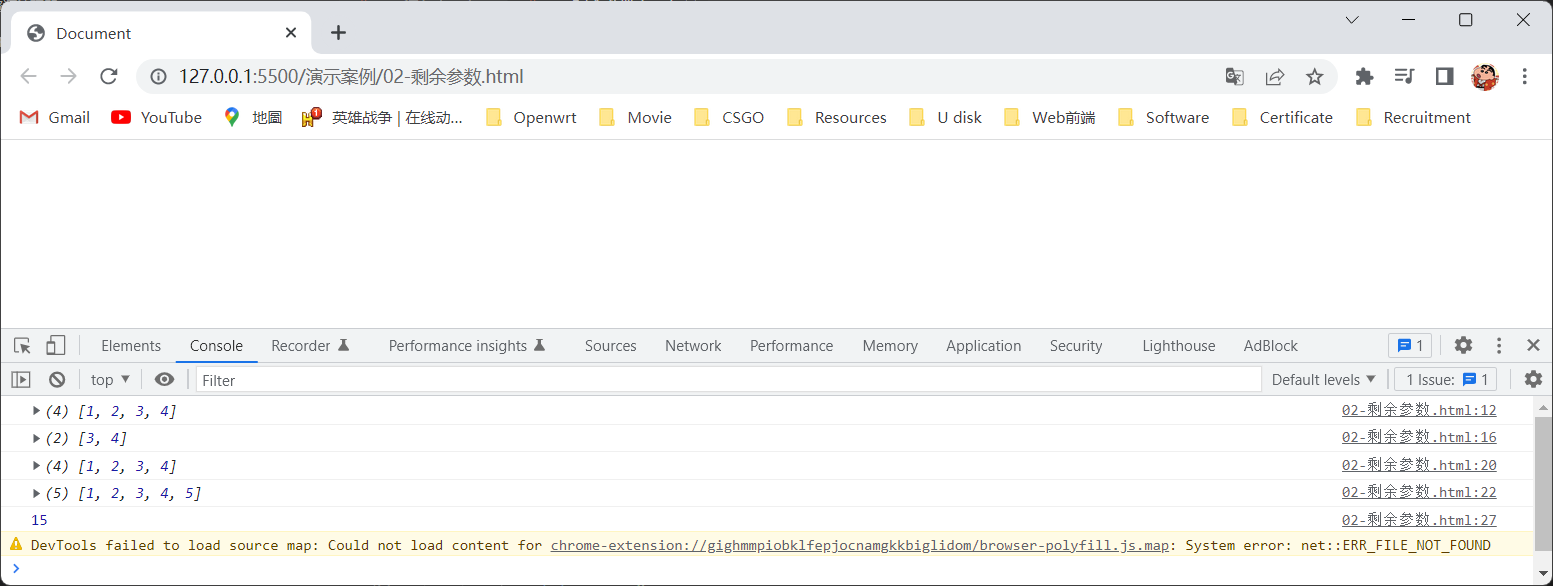 Document
127.0.0.1:5500/演示案例/02-剩余参数.html
Gmail YouTube 地圖 英雄战争 | 在线动... Openwrt Movie CSGO Resources U disk Web前端 Software Certificate Recruitment
Elements Console Recorder Performance insights Sources Network Performance Memory Application Security Lighthouse AdBlock 1
top Filter Default levels 1 Issue: 1
(4) [1, 2, 3, 4] 02-剩余参数.html:12
(2) [3, 4] 02-剩余参数.html:16
(4) [1, 2, 3, 4] 02-剩余参数.html:20
(5) [1, 2, 3, 4, 5] 02-剩余参数.html:22
15 02-剩余参数.html:27
DevTools failed to load source map: Could not load content for chrome-extension://gighmmpiobklfepjocnamgkkbiglidom/browser-polyfill.js.map: System error: net::ERR_FILE_NOT_FOUND